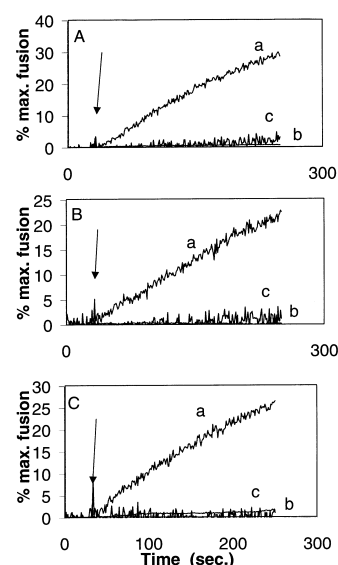 40
A
a
30
20
10
c
b
0
0
300
% max. fusion
25
B
20
a
15
10
5
c
b
0
0
300
% max. fusion
30
C
25
a
20
15
10
5
c
b
0
0
100
200
300
% max. fusion
Time (sec.)